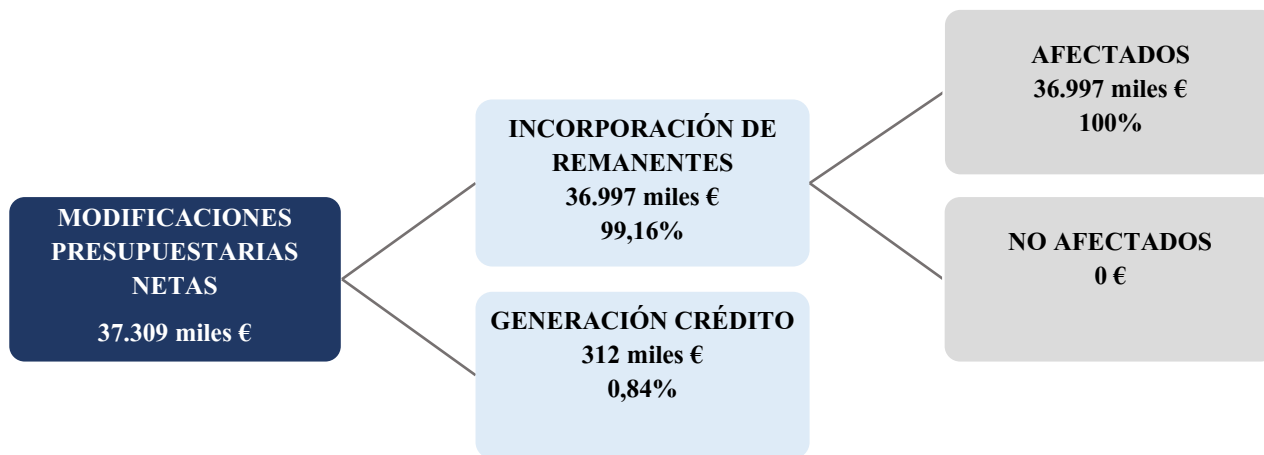 MODIFICACIONES
PRESUPUESTARIAS
NETAS
37.309 miles €
INCORPORACIÓN DE
REMANENTES
36.997 miles €
99,16%
GENERACIÓN CRÉDITO
312 miles €
0,84%
AFECTADOS
36.997 miles €
100%
NO AFECTADOS
0 €